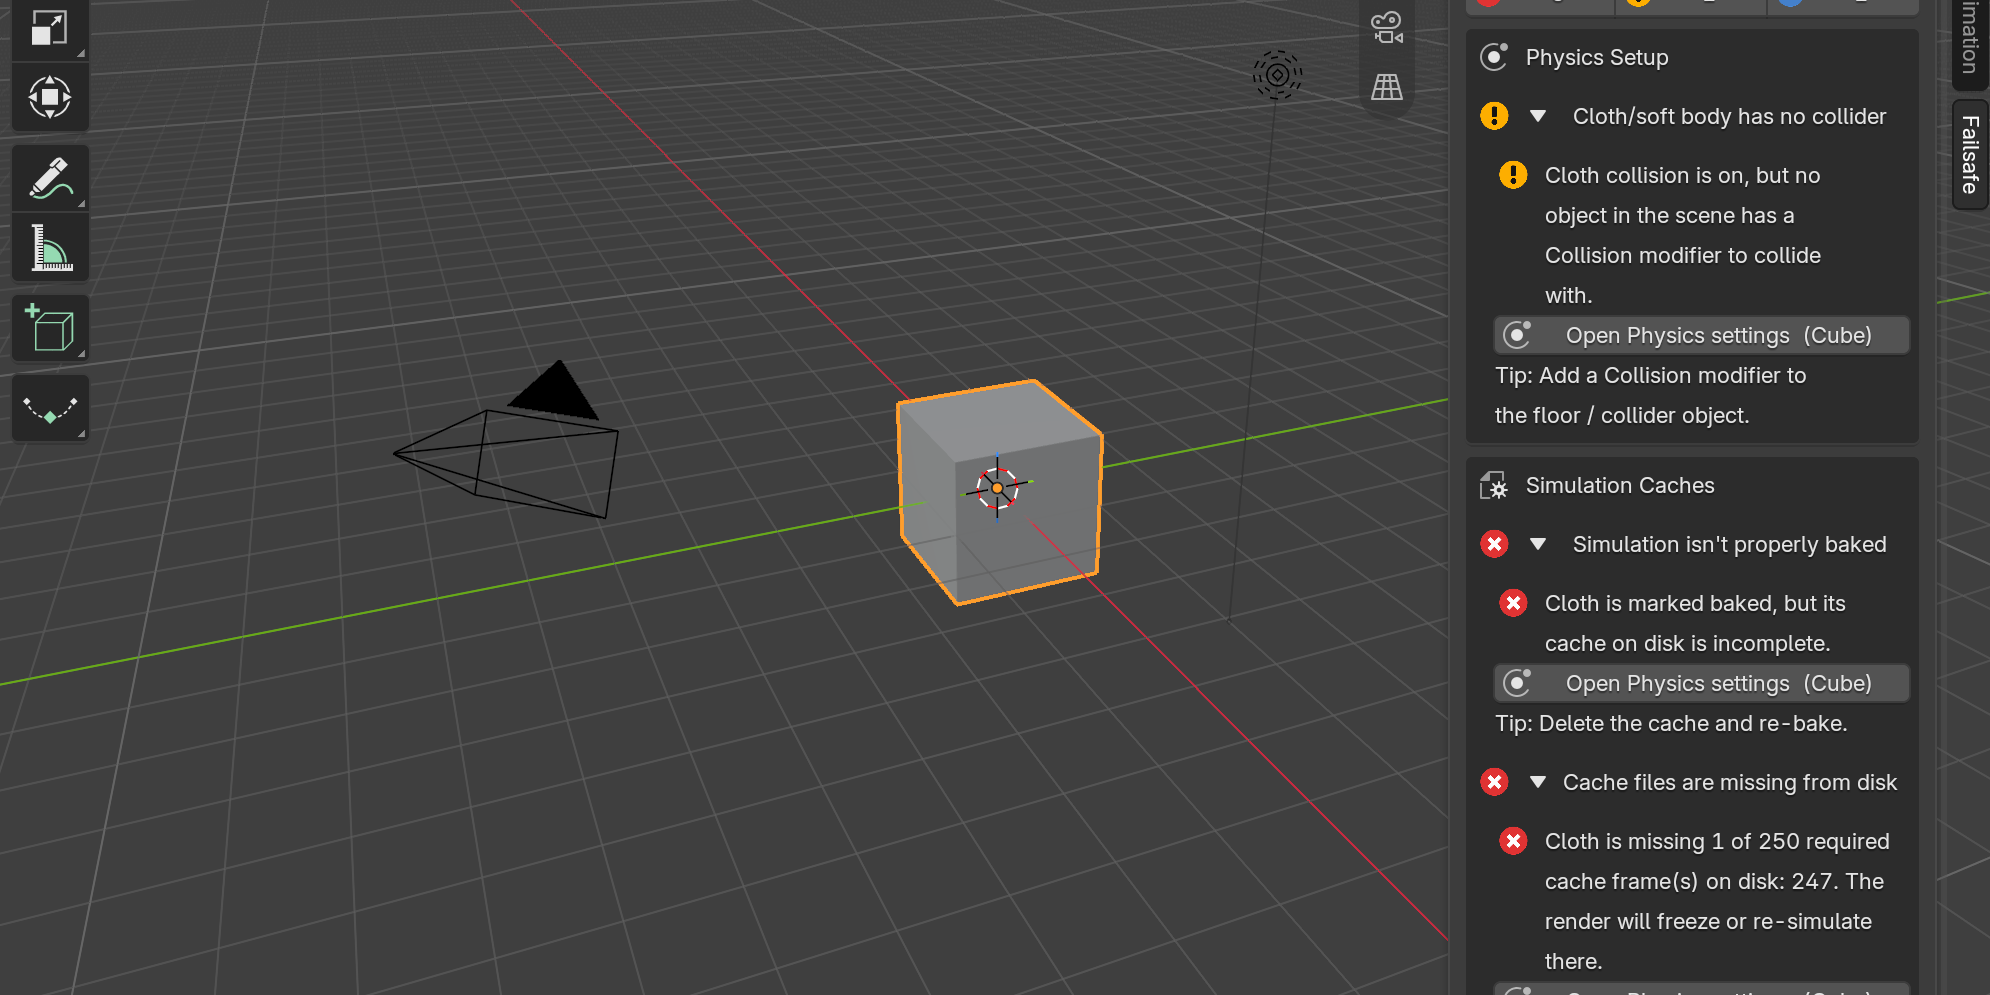 Physics Setup
Cloth/soft body has no collider
Cloth collision is on, but no
object in the scene has a
Collision modifier to collide
with.
Open Physics settings (Cube)
Tip: Add a Collision modifier to
the floor / collider object.
Simulation Caches
Simulation isn't properly baked
Cloth is marked baked, but its
cache on disk is incomplete.
Open Physics settings (Cube)
Tip: Delete the cache and re-bake.
Cache files are missing from disk
Cloth is missing 1 of 250 required
cache frame(s) on disk: 247. The
render will freeze or re-simulate
there.
Failsafe